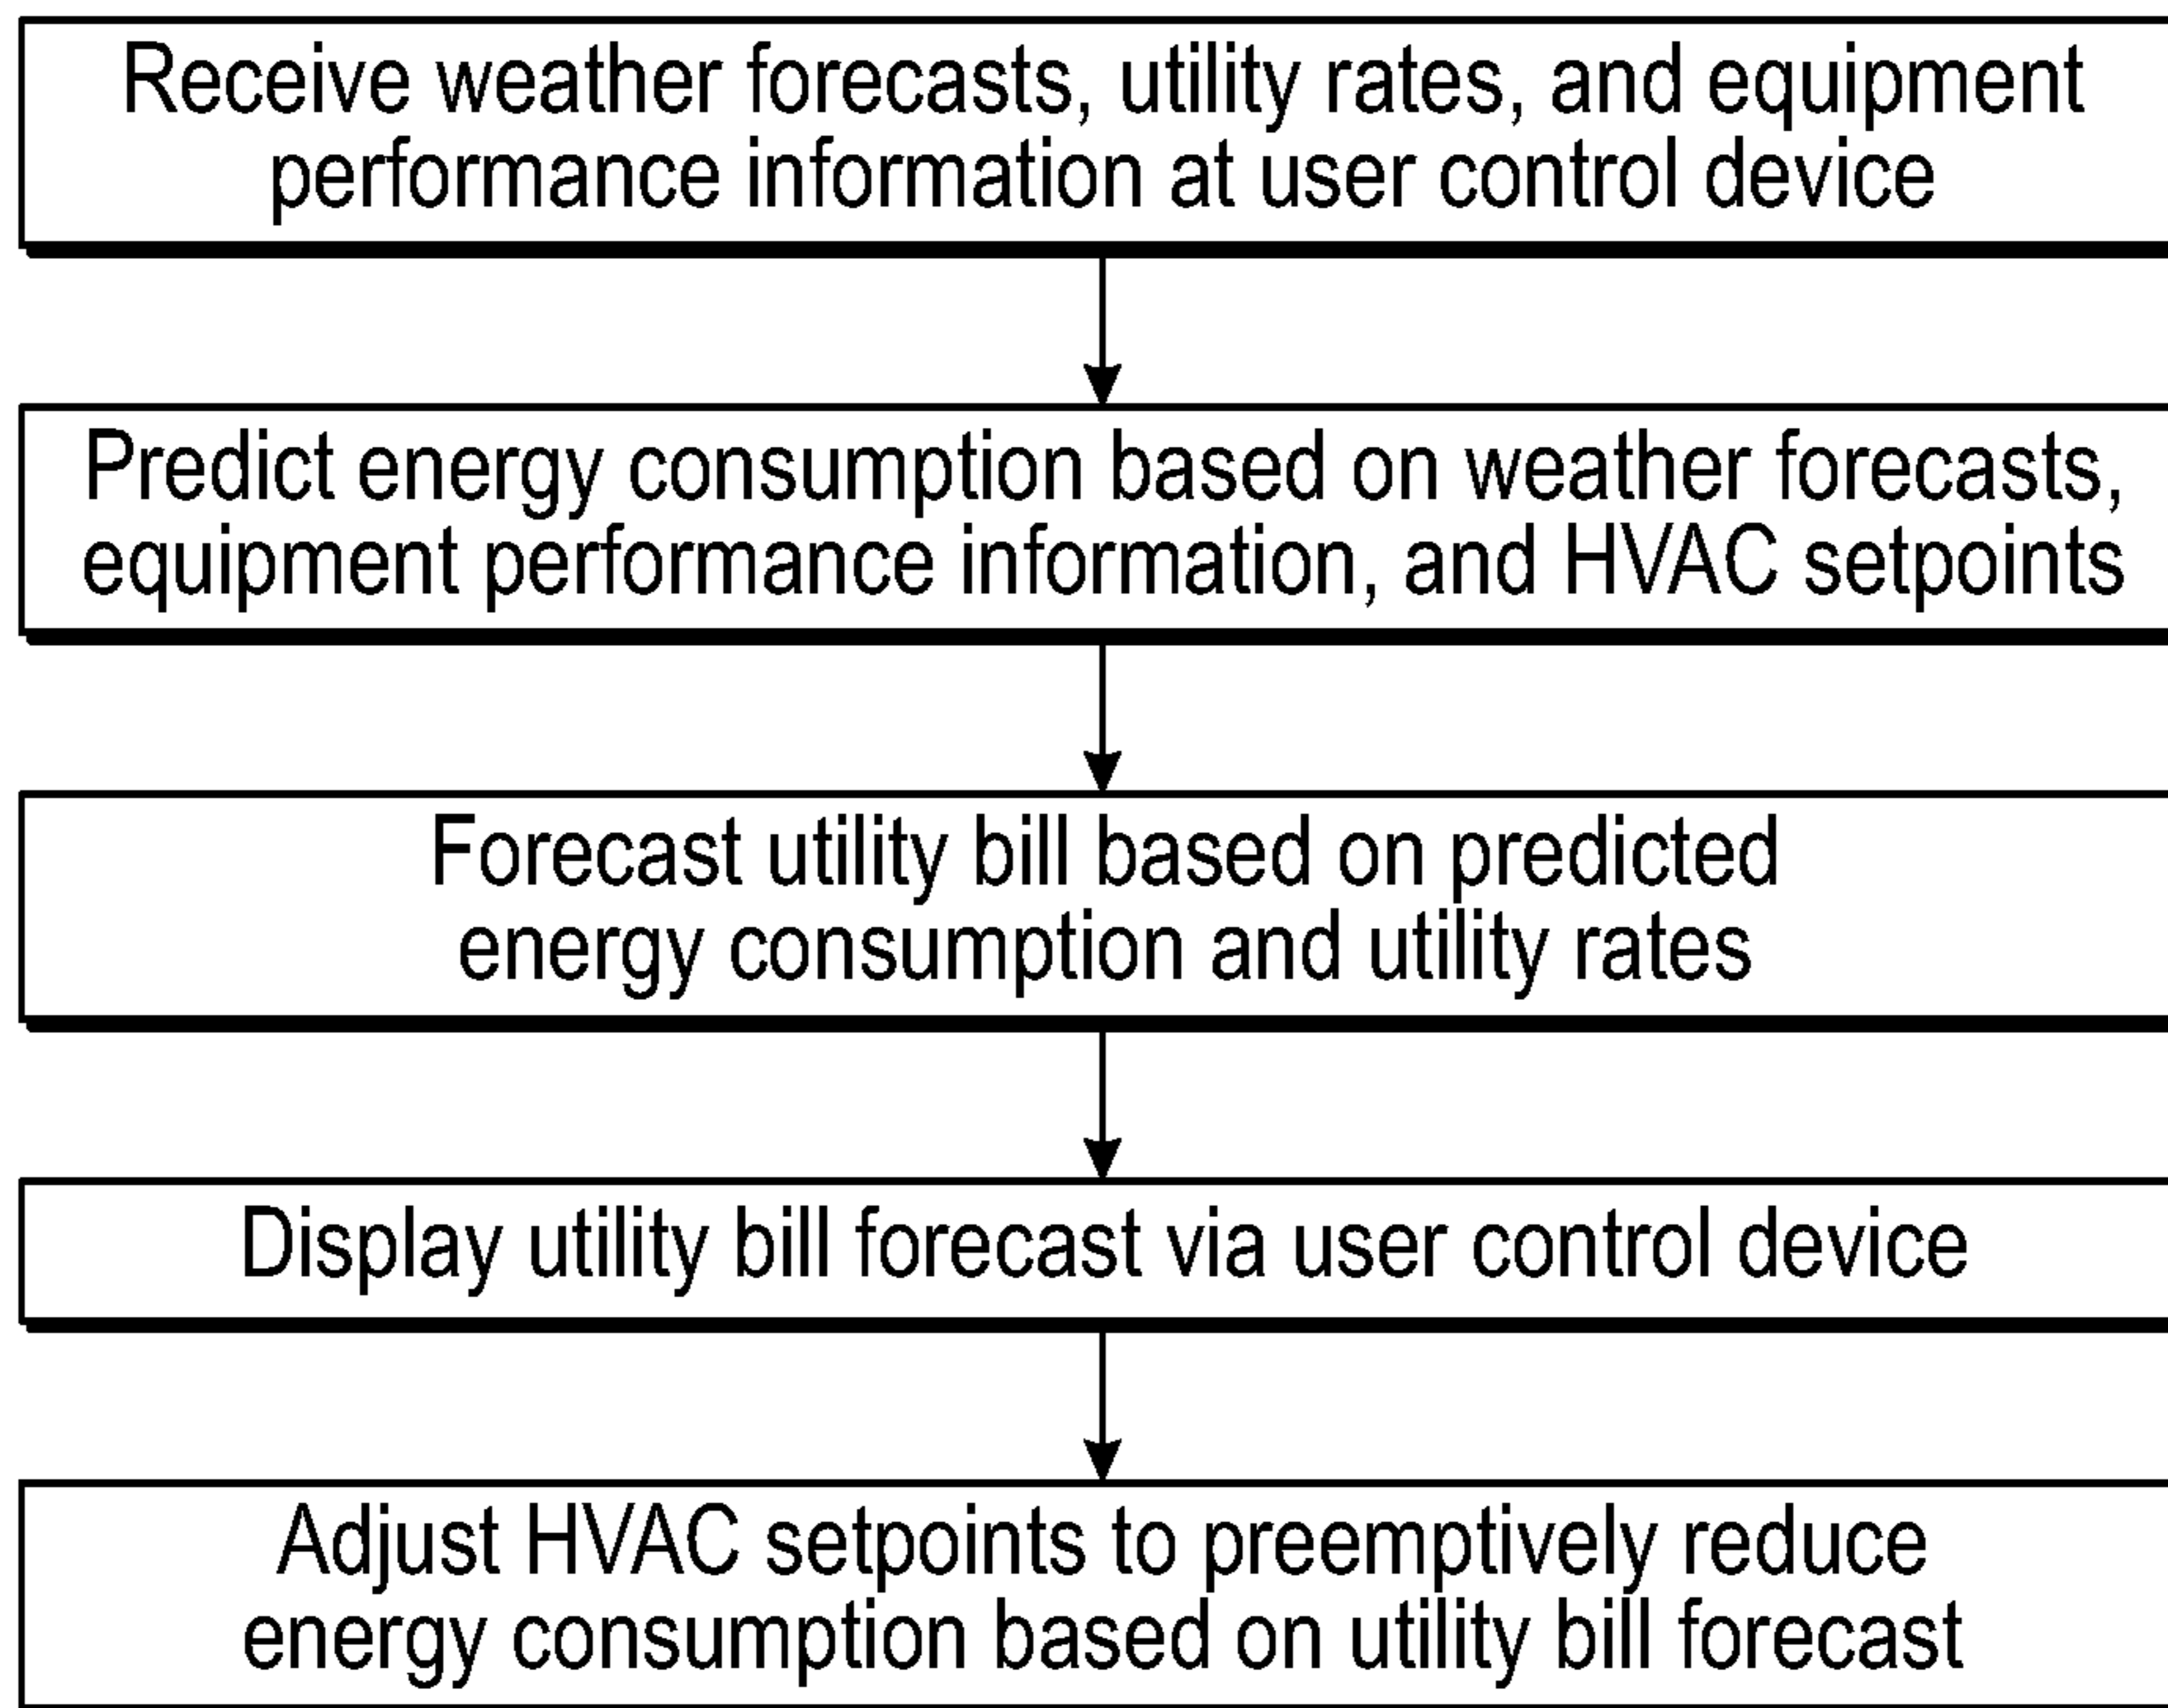 Receive weather forecasts, utility rates, and equipment
performance information at user control device
Predict energy consumption based on weather forecasts,
equipment performance information, and HVAC setpoints
Forecast utility bill based on predicted
energy consumption and utility rates
Display utility bill forecast via user control device
Adjust HVAC setpoints to preemptively reduce
energy consumption based on utility bill forecast